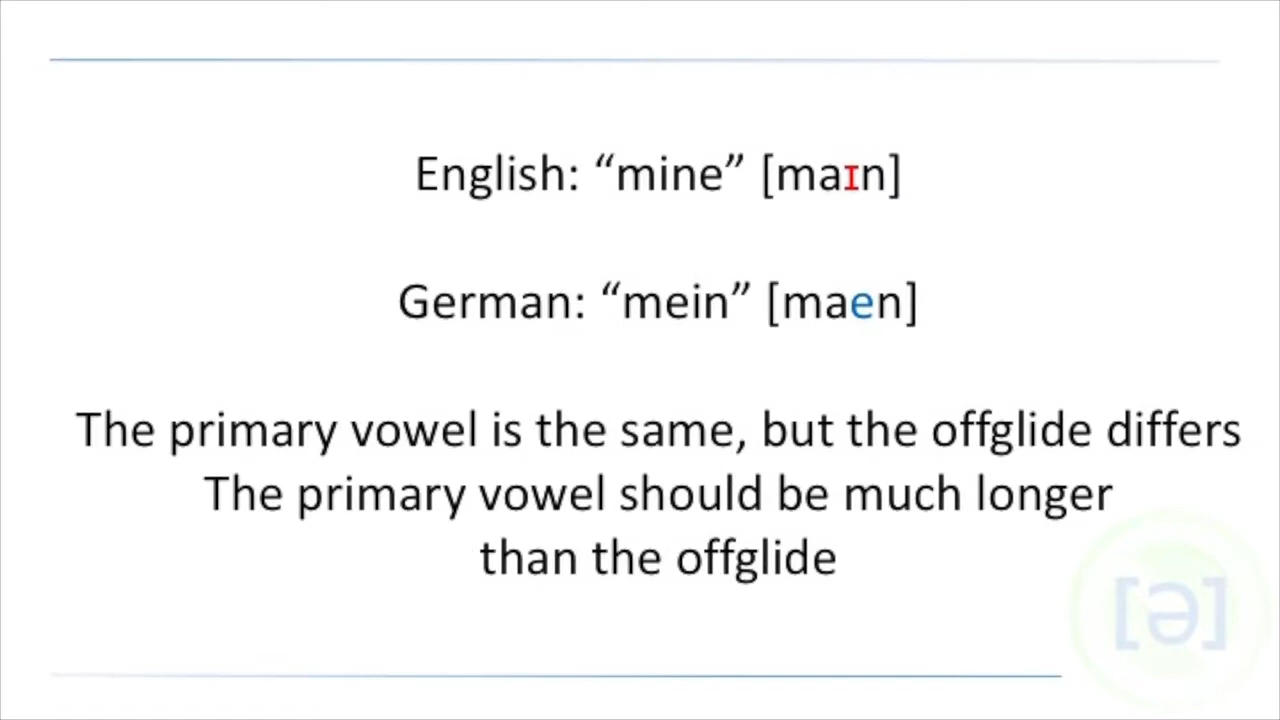 English: “mine” [maɪn]
German: “mein” [maen]
The primary vowel is the same, but the offglide differs
The primary vowel should be much longer
than the offglide
[ə]